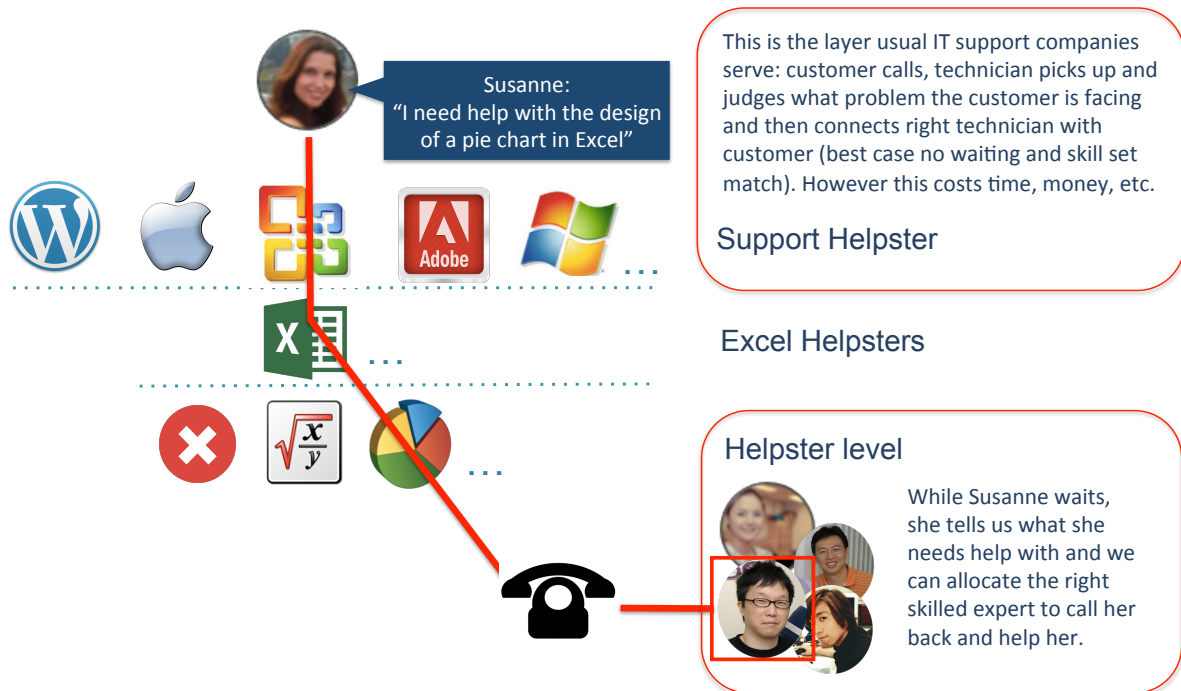 Susanne:
“I need help with the design
of a pie chart in Excel”
This is the layer usual IT support companies
serve: customer calls, technician picks up and
judges what problem the customer is facing
and then connects right technician with
customer (best case no waiting and skill set
match). However this costs time, money, etc.
Support Helpster
Adobe
...
Excel Helpsters
X
...
x
y
...
Helpster level
While Susanne waits,
she tells us what she
needs help with and we
can allocate the right
skilled expert to call her
back and help her.